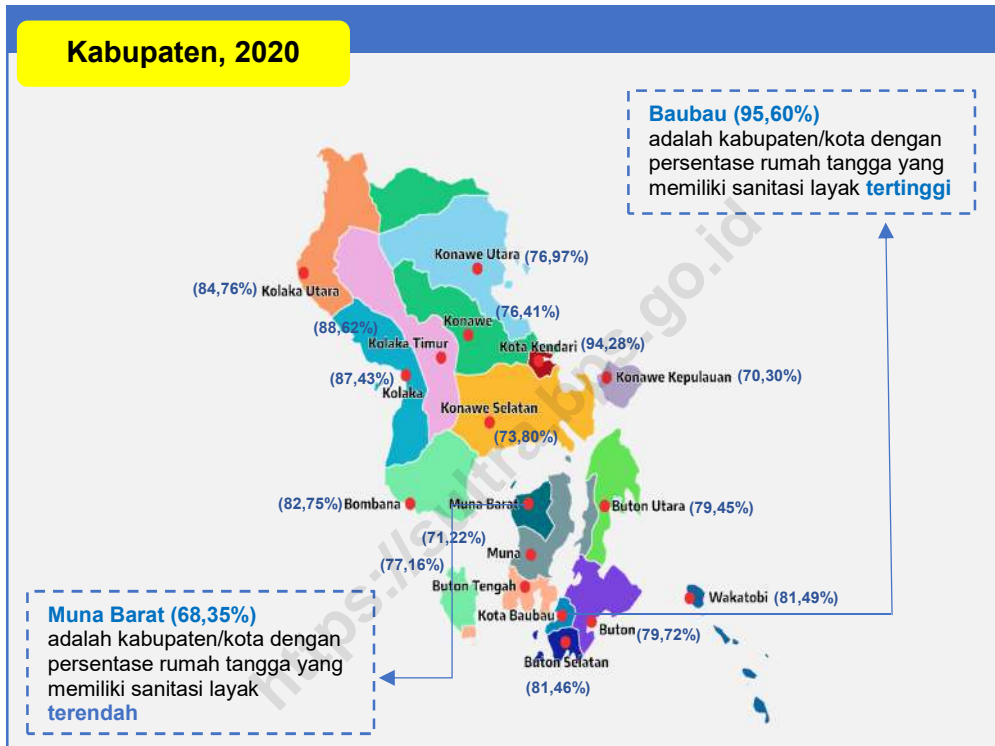 Kabupaten, 2020
Baubau (95,60%)
adalah kabupaten/kota dengan
persentase rumah tangga yang
memiliki sanitasi layak tertinggi
Konawe Utara (76,97%)
(84,76%) Kolaka Utara
(76,41%)
Konawe
(88,62%)
Kolaka Timur
Kota Kendari (94,28%)
(87,43%)
Kolaka
Konawe Kepulauan (70,30%)
Konawe Selatan
(73,80%)
(82,75%) Bombana
Muna Barat
Buton Utara (79,45%)
(71,22%)
Muna
(77,16%)
Buton Tengah
Wakatobi (81,49%)
Kota Baubau
Buton (79,72%)
Buton Selatan
(81,46%)
Muna Barat (68,35%)
adalah kabupaten/kota dengan
persentase rumah tangga yang
memiliki sanitasi layak
terendah
https://sultra.bps.go.id